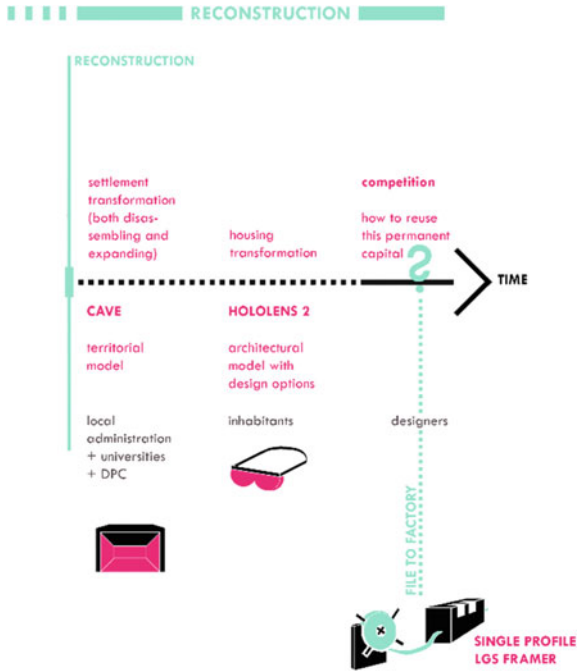 RECONSTRUCTION
RECONSTRUCTION
settlement
transformation
(both disas-
sembling and
expanding)
housing
transformation
competition
how to reuse
this permanent
capital
?
TIME
CAVE
territorial
model
local
administration
+ universities
+ DPC
HOLOLENS 2
architectural
model with
design options
inhabitants
designers
FILE TO FACTORY
SINGLE PROFILE
LGS FRAMER